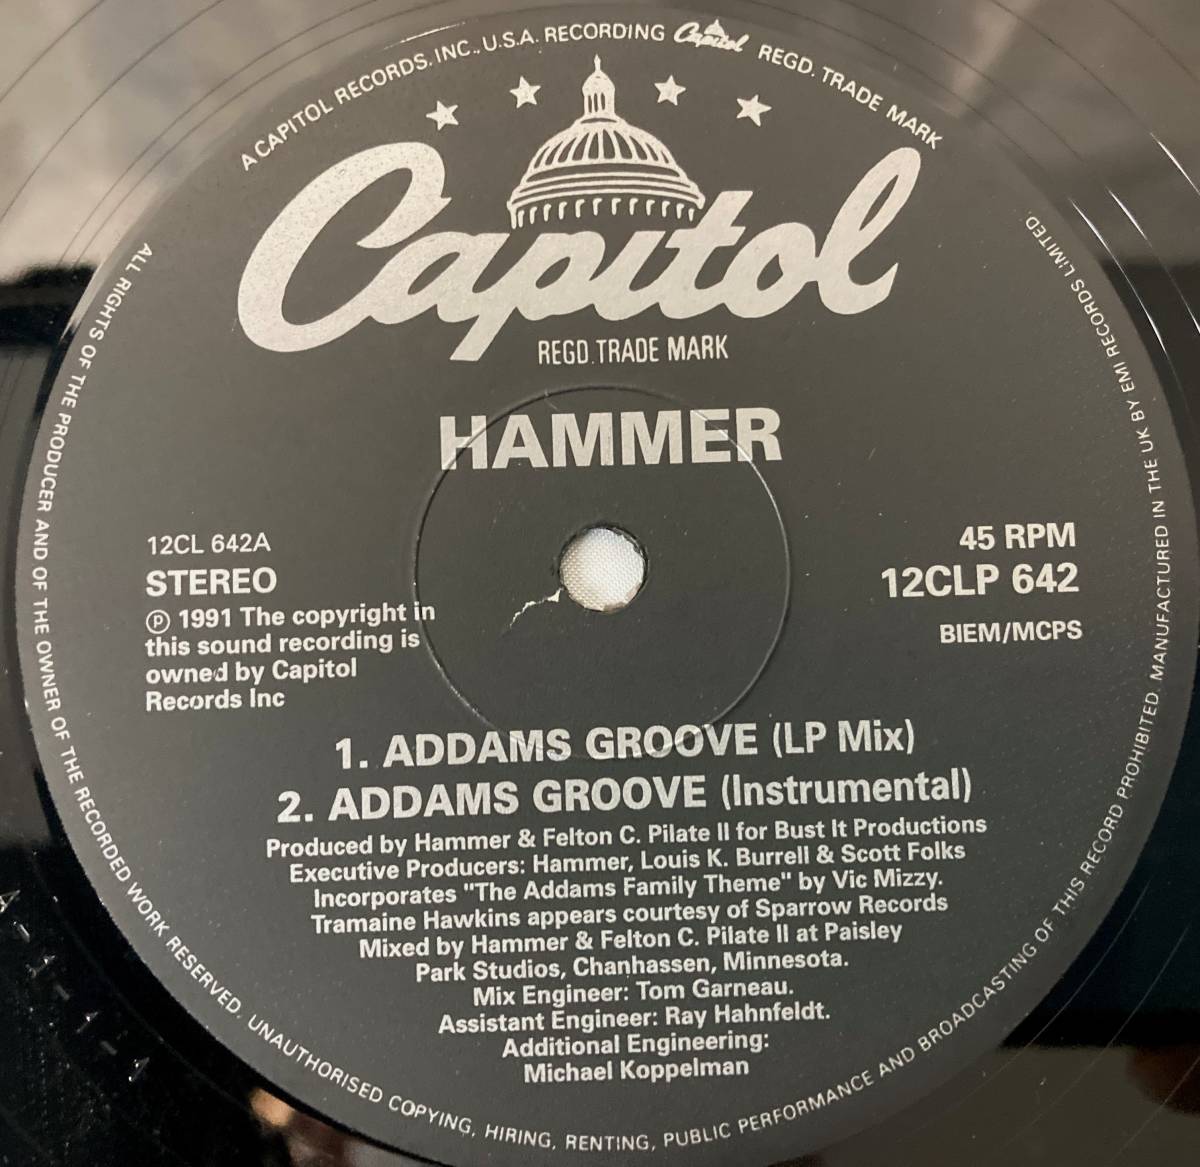 A CAPITOL RECORDS, INC., U.S.A. RECORDING Capitol REGD. TRADE MARK
Capitol
REGD. TRADE MARK
HAMMER
12CL 642A
STEREO
℗ 1991 The copyright in
this sound recording is
owned by Capitol
Records Inc
45 RPM
12CLP 642
BIEM/MCPS
1. ADDAMS GROOVE (LP Mix)
2. ADDAMS GROOVE (Instrumental)
Produced by Hammer & Felton C. Pilate II for Bust It Productions
Executive Producers: Hammer, Louis K. Burrell & Scott Folks
Incorporates "The Addams Family Theme" by Vic Mizzy.
Tramaine Hawkins appears courtesy of Sparrow Records
Mixed by Hammer & Felton C. Pilate II at Paisley
Park Studios, Chanhassen, Minnesota.
Mix Engineer: Tom Garneau.
Assistant Engineer: Ray Hahnfeldt.
Additional Engineering:
Michael Koppelman
ALL RIGHTS OF THE PRODUCER AND OF THE OWNER OF THE RECORDED WORK RESERVED. UNAUTHORISED COPYING, HIRING, RENTING, PUBLIC PERFORMANCE AND BROADCASTING OF THIS RECORD PROHIBITED. MANUFACTURED IN THE UK BY EMI RECORDS LIMITED.